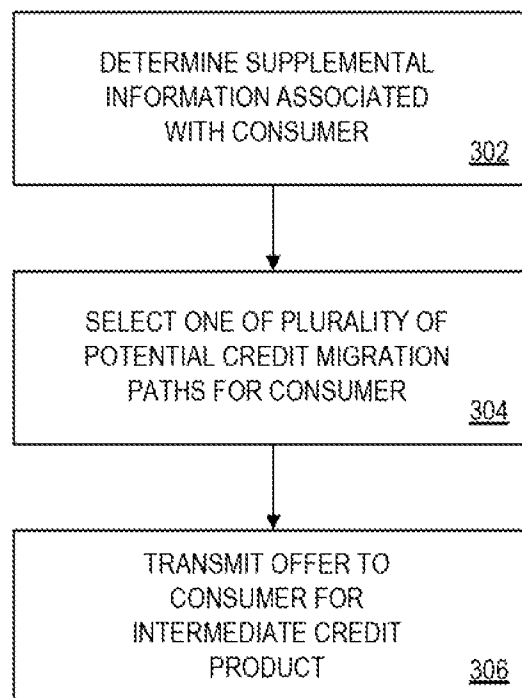 DETERMINE SUPPLEMENTAL
INFORMATION ASSOCIATED
WITH CONSUMER
302
SELECT ONE OF PLURALITY OF
POTENTIAL CREDIT MIGRATION
PATHS FOR CONSUMER
304
TRANSMIT OFFER TO
CONSUMER FOR
INTERMEDIATE CREDIT
PRODUCT
306